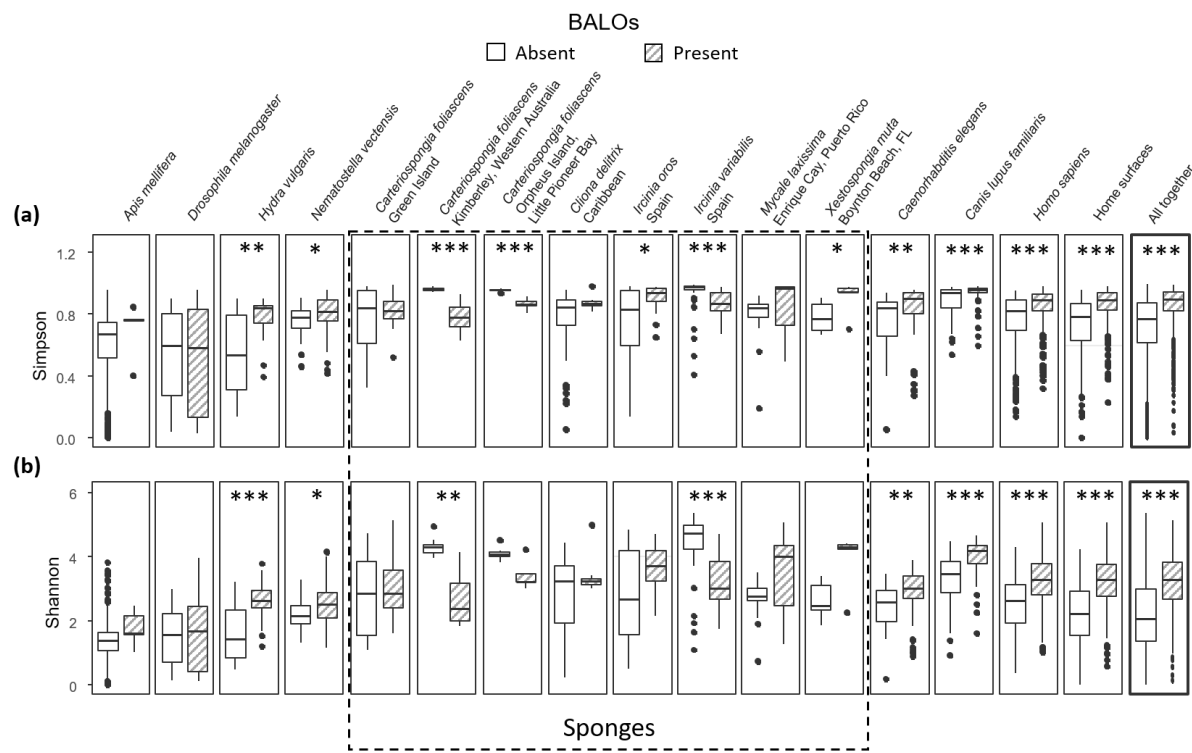 BALOs
Absent Present
Apis mellifera
Drosophila melanogaster
Hydra vulgaris
Nematostella vectensis
Carteriospongia foliascens
Green Island
Carteriospongia foliascens
Kimberley, Western Australia
Carteriospongia foliascens
Orpheus Island,
Little Pioneer Bay
Cliona delitrix
Caribbean
Ircinia oros
Spain
Ircinia variabilis
Spain
Mycale laxissima
Enrique Cay, Puerto Rico
Xestospongia muta
Boynton Beach, FL
Caenorhabditis elegans
Canis lupus familiaris
Homo sapiens
Home surfaces
All together
(a)
** * *** *** * *** * ** *** *** *** ***
1.2
0.8
0.4
0.0
Simpson
(b)
*** * ** *** ** *** *** *** ***
6
4
2
0
Shannon
Sponges